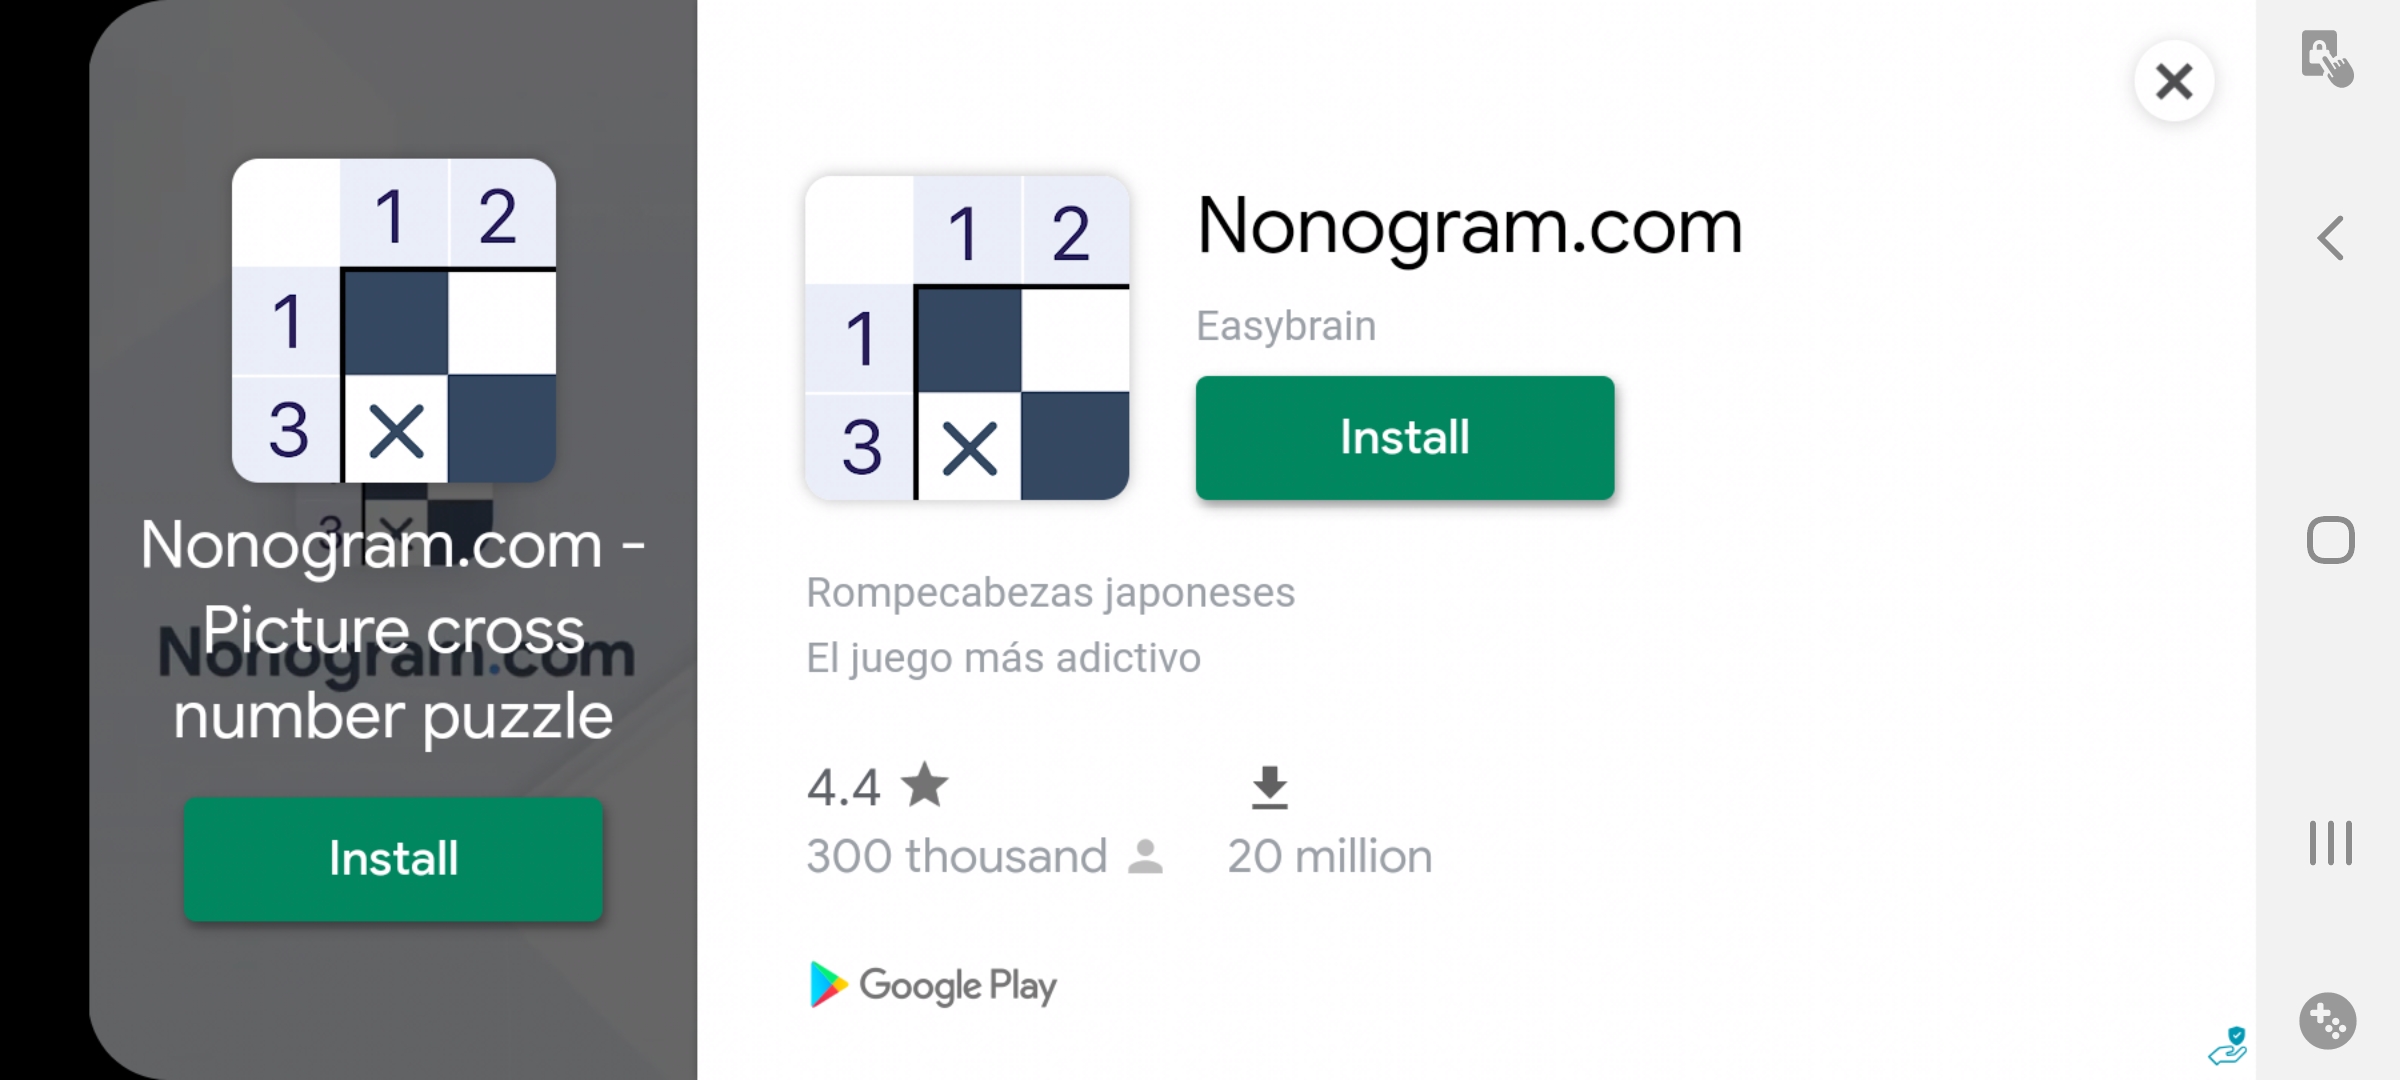 1 2
1
3
3
Nonogram.com
Nonogram.com -
Picture cross
number puzzle
Install
1 2
1
3
Nonogram.com
Easybrain
Install
Rompecabezas japoneses
El juego más adictivo
4.4
300 thousand
20 million
Google Play